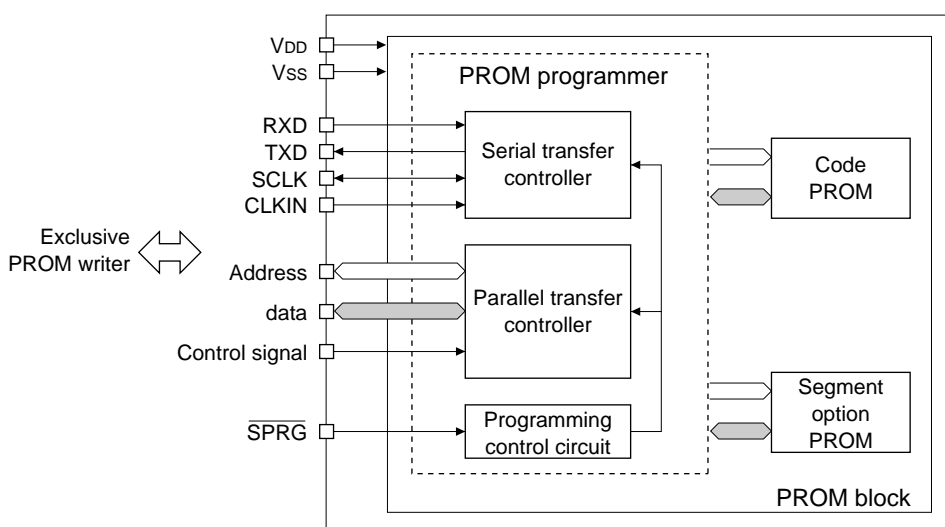 VDD
VSS
PROM programmer
RXD
TXD
SCLK
CLKIN
Serial transfer
controller
Code
PROM
Exclusive
PROM writer
Address
data
Control signal
Parallel transfer
controller
SPRG
Programming
control circuit
Segment
option
PROM
PROM block